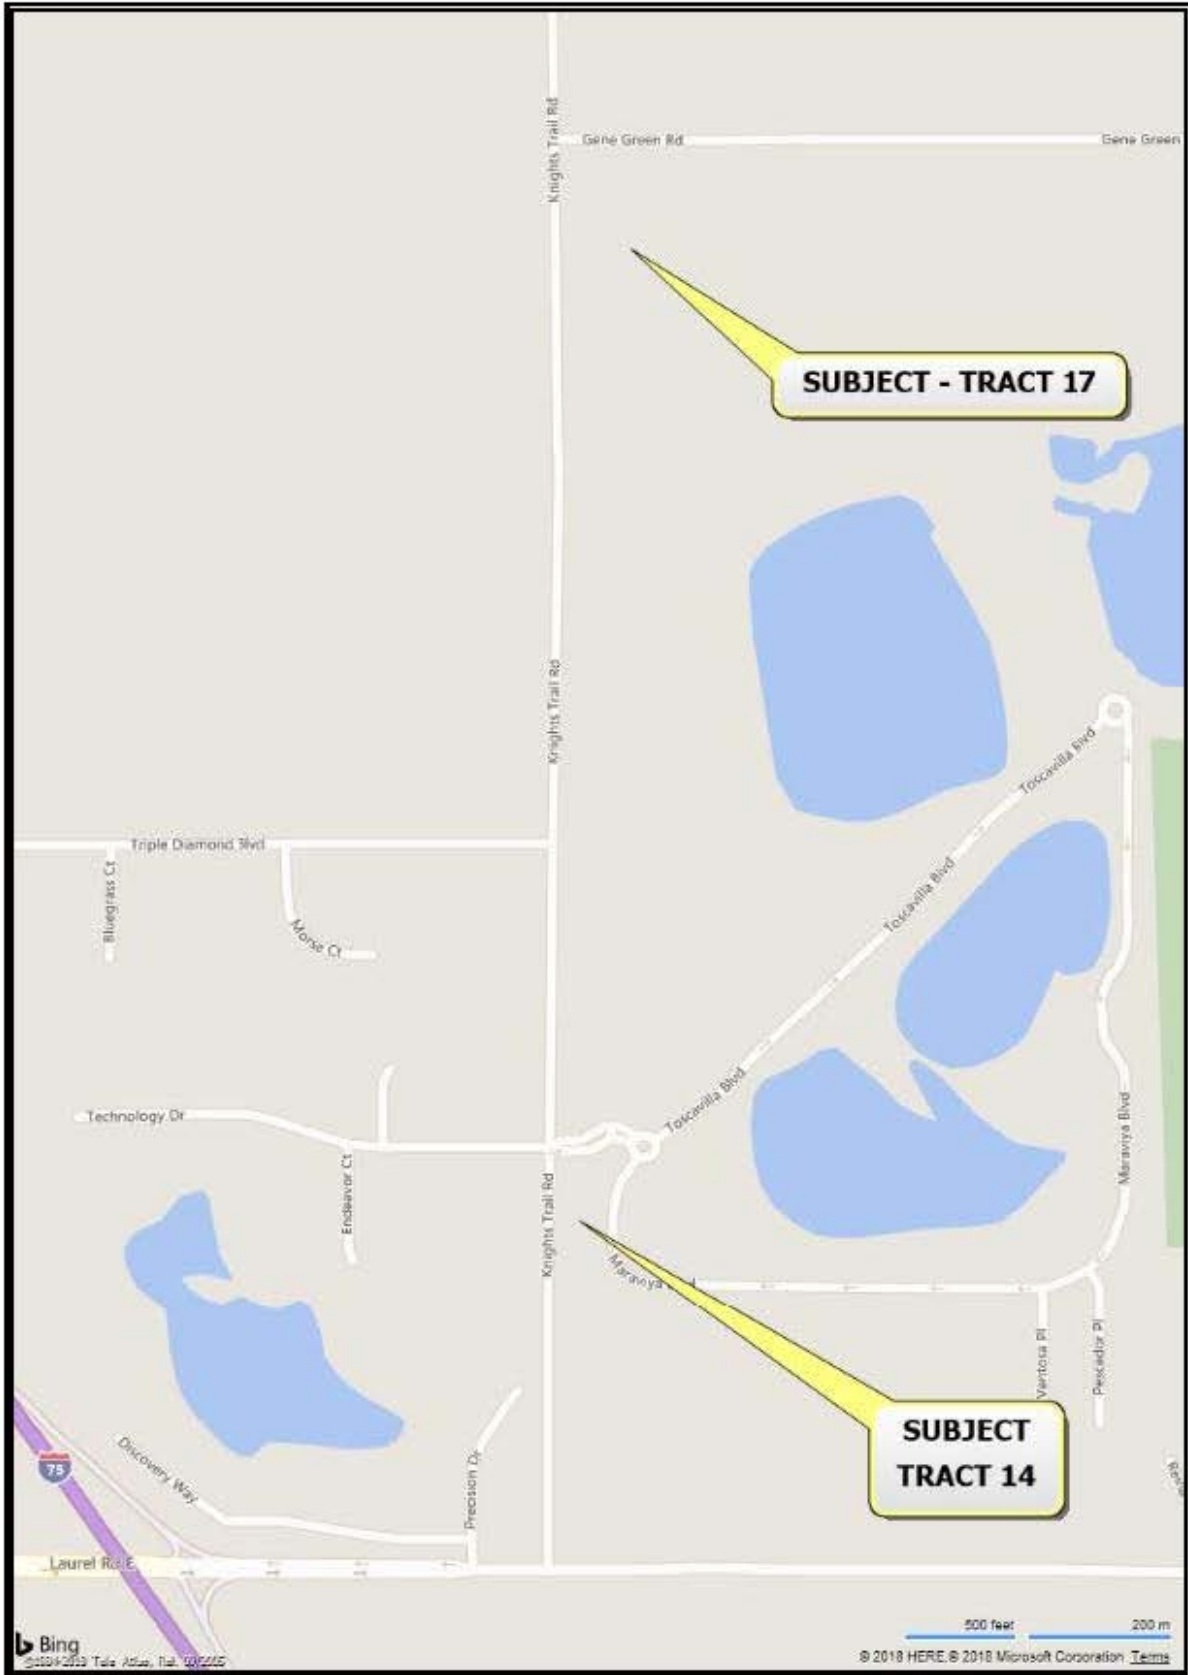 Knights Trail Rd
Gene Green Rd
Gene Green
SUBJECT - TRACT 17
Knights Trail Rd
Toscavilla Blvd
Triple Diamond Blvd
Bluegrass Ct
Morse Ct
Toscavilla Blvd
Technology Dr
Endeavor Ct
Toscavilla Blvd
Maraviya Blvd
Knights Trail Rd
Maraviya
Ventosa Pl
Pescador Pl
SUBJECT
TRACT 14
75
Discovery Way
Precision Dr
Laurel Rd E
500 feet
200 m
Bing
© 2018 HERE, © 2018 Microsoft Corporation Terms